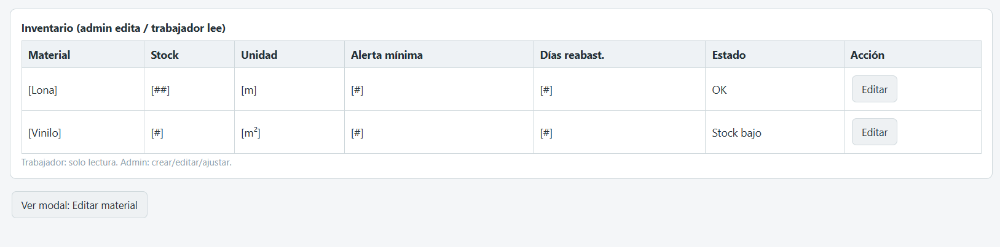 Inventario (admin edita / trabajador lee)
Material Stock Unidad Alerta mínima Días reabast. Estado Acción
[Lona] [##] [m] [#] [#] OK Editar
[Vinilo] [#] [m²] [#] [#] Stock bajo Editar
Trabajador: solo lectura. Admin: crear/editar/ajustar.
Ver modal: Editar material